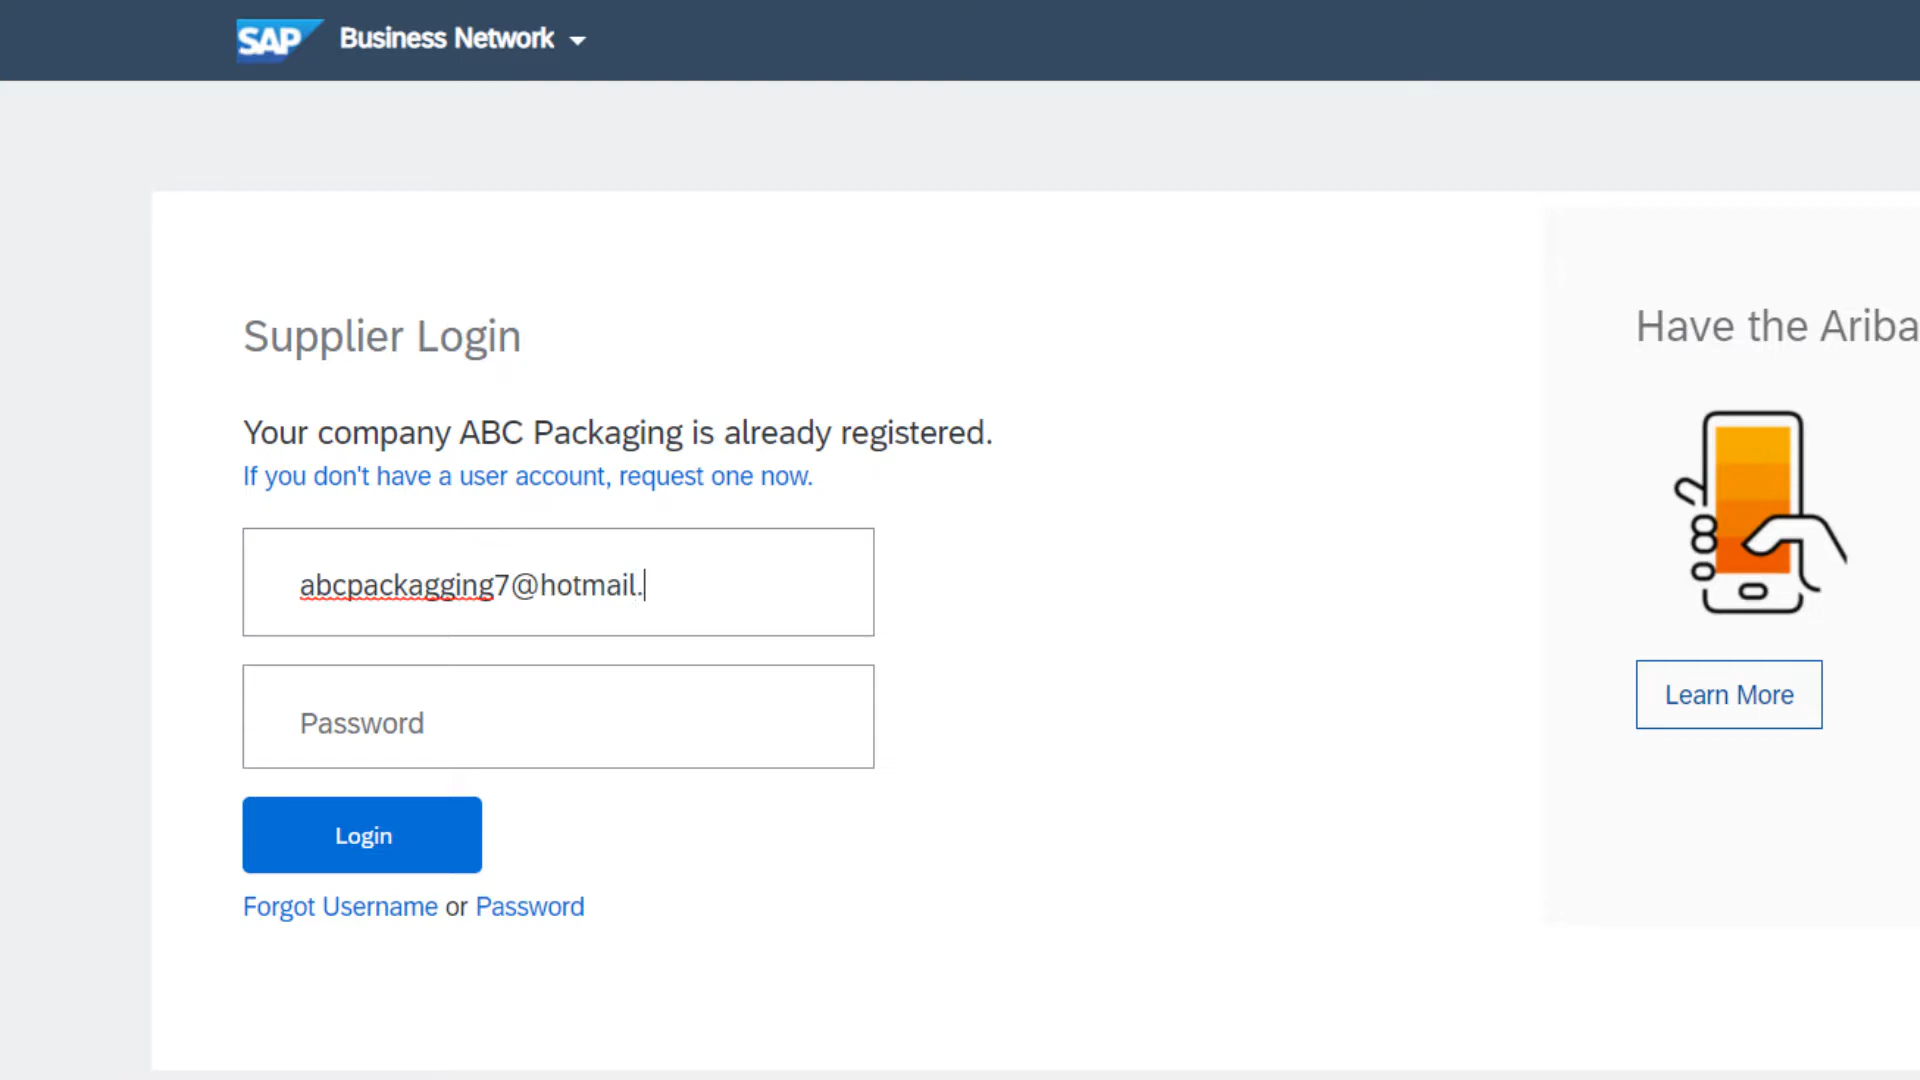 SAP Business Network
Supplier Login
Your company ABC Packaging is already registered.
If you don't have a user account, request one now.
abcpackagging7@hotmail.
Password
Login
Forgot Username or Password
Have the Ariba
Learn More